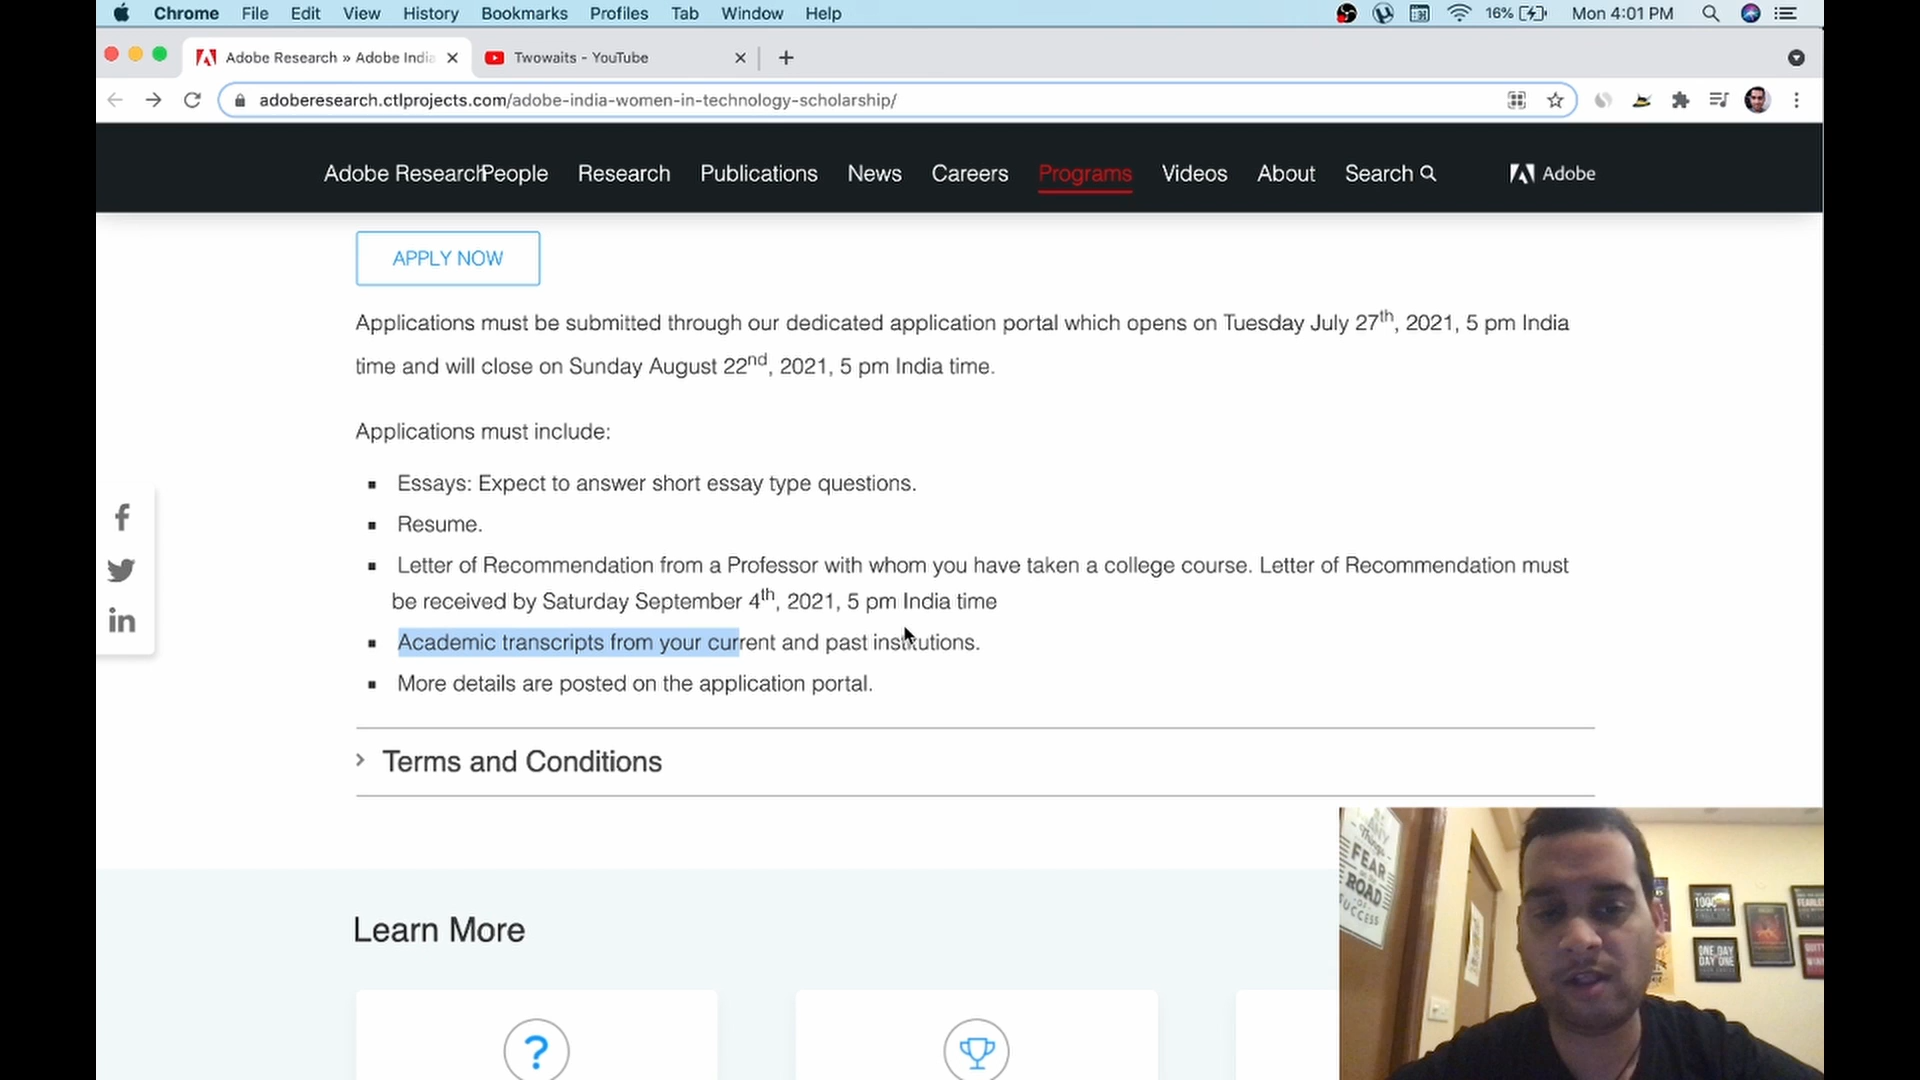 Chrome File Edit View History Bookmarks Profiles Tab Window Help 16% Mon 4:01 PM
Adobe Research » Adobe India Twowaits - YouTube
adoberesearch.ctlprojects.com/adobe-india-women-in-technology-scholarship/
Adobe Research People Research Publications News Careers Programs Videos About Search Adobe
APPLY NOW
Applications must be submitted through our dedicated application portal which opens on Tuesday July 27th, 2021, 5 pm India
time and will close on Sunday August 22nd, 2021, 5 pm India time.
Applications must include:
Essays: Expect to answer short essay type questions.
Resume.
Letter of Recommendation from a Professor with whom you have taken a college course. Letter of Recommendation must
be received by Saturday September 4th, 2021, 5 pm India time
Academic transcripts from your current and past institutions.
More details are posted on the application portal.
Terms and Conditions
Learn More
Things
FEAR
ROAD
SUCCESS
ONE DAY
DAY ONE